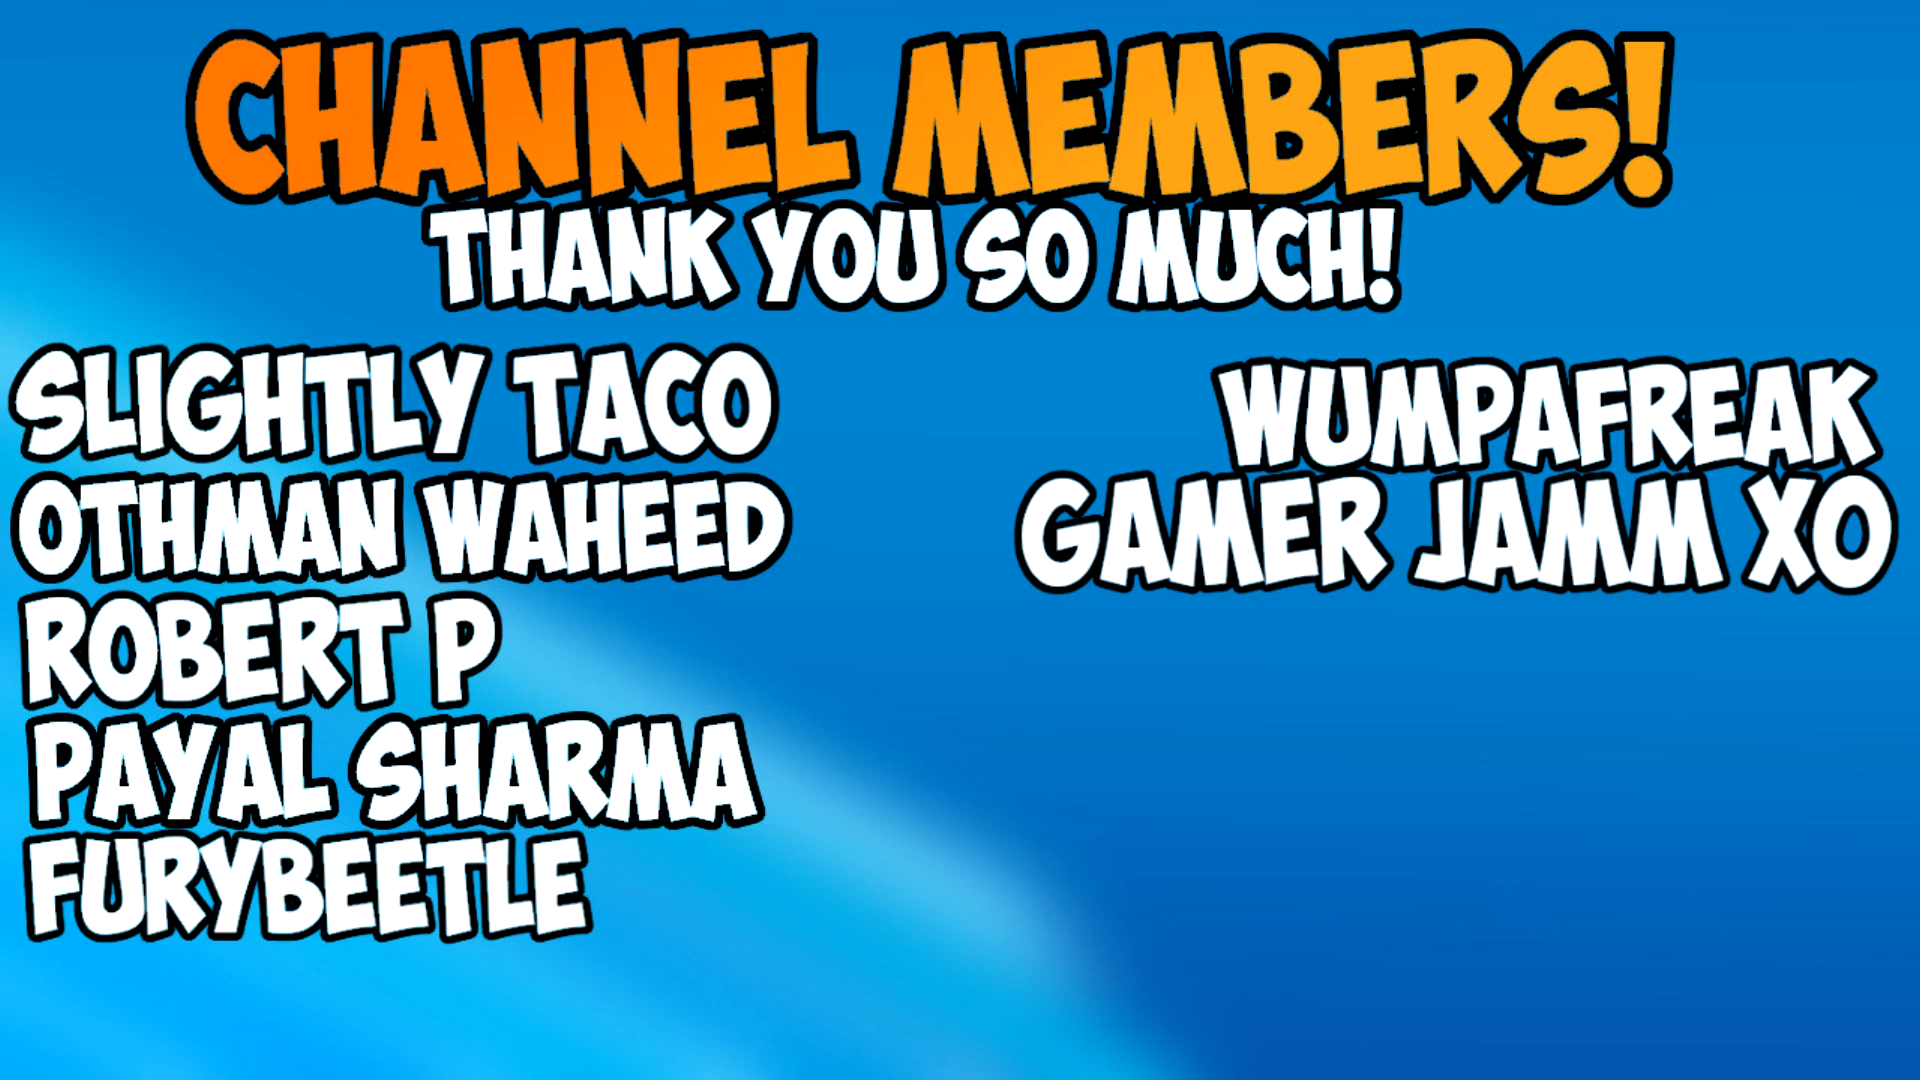 CHANNEL MEMBERS!
THANK YOU SO MUCH!
SLIGHTLY TACO
OTHMAN WAHEED
ROBERT P
PAYAL SHARMA
FURYBEETLE
WUMPAFREAK
GAMER JAMM XO